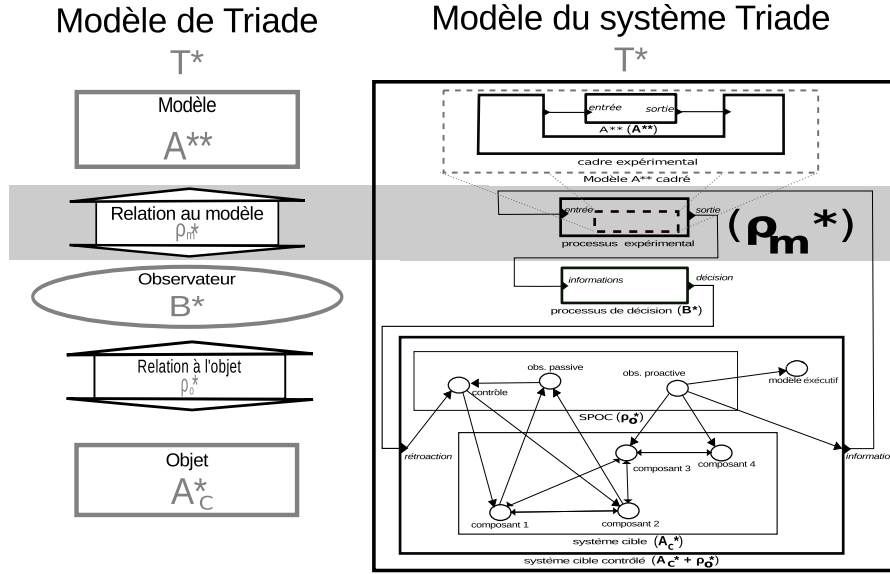 Modèle de Triade
T*
Modèle
A**
Relation au modèle
ρm*
Observateur
B*
Relation à l'objet
ρo*
Objet
A*C
Modèle du système Triade
T*
entrée
sortie
A** (A**)
cadre expérimental
Modèle A** cadré
entrée
sortie
processus expérimental
(ρm*)
informations
décision
processus de décision (B*)
obs. passive
obs. proactive
contrôle
modèle éxécutif
SPOC (ρo*)
rétroaction
informatio
composant 3
composant 4
composant 1
composant 2
système cible (Ac*)
système cible contrôlé (Ac* + ρo*)